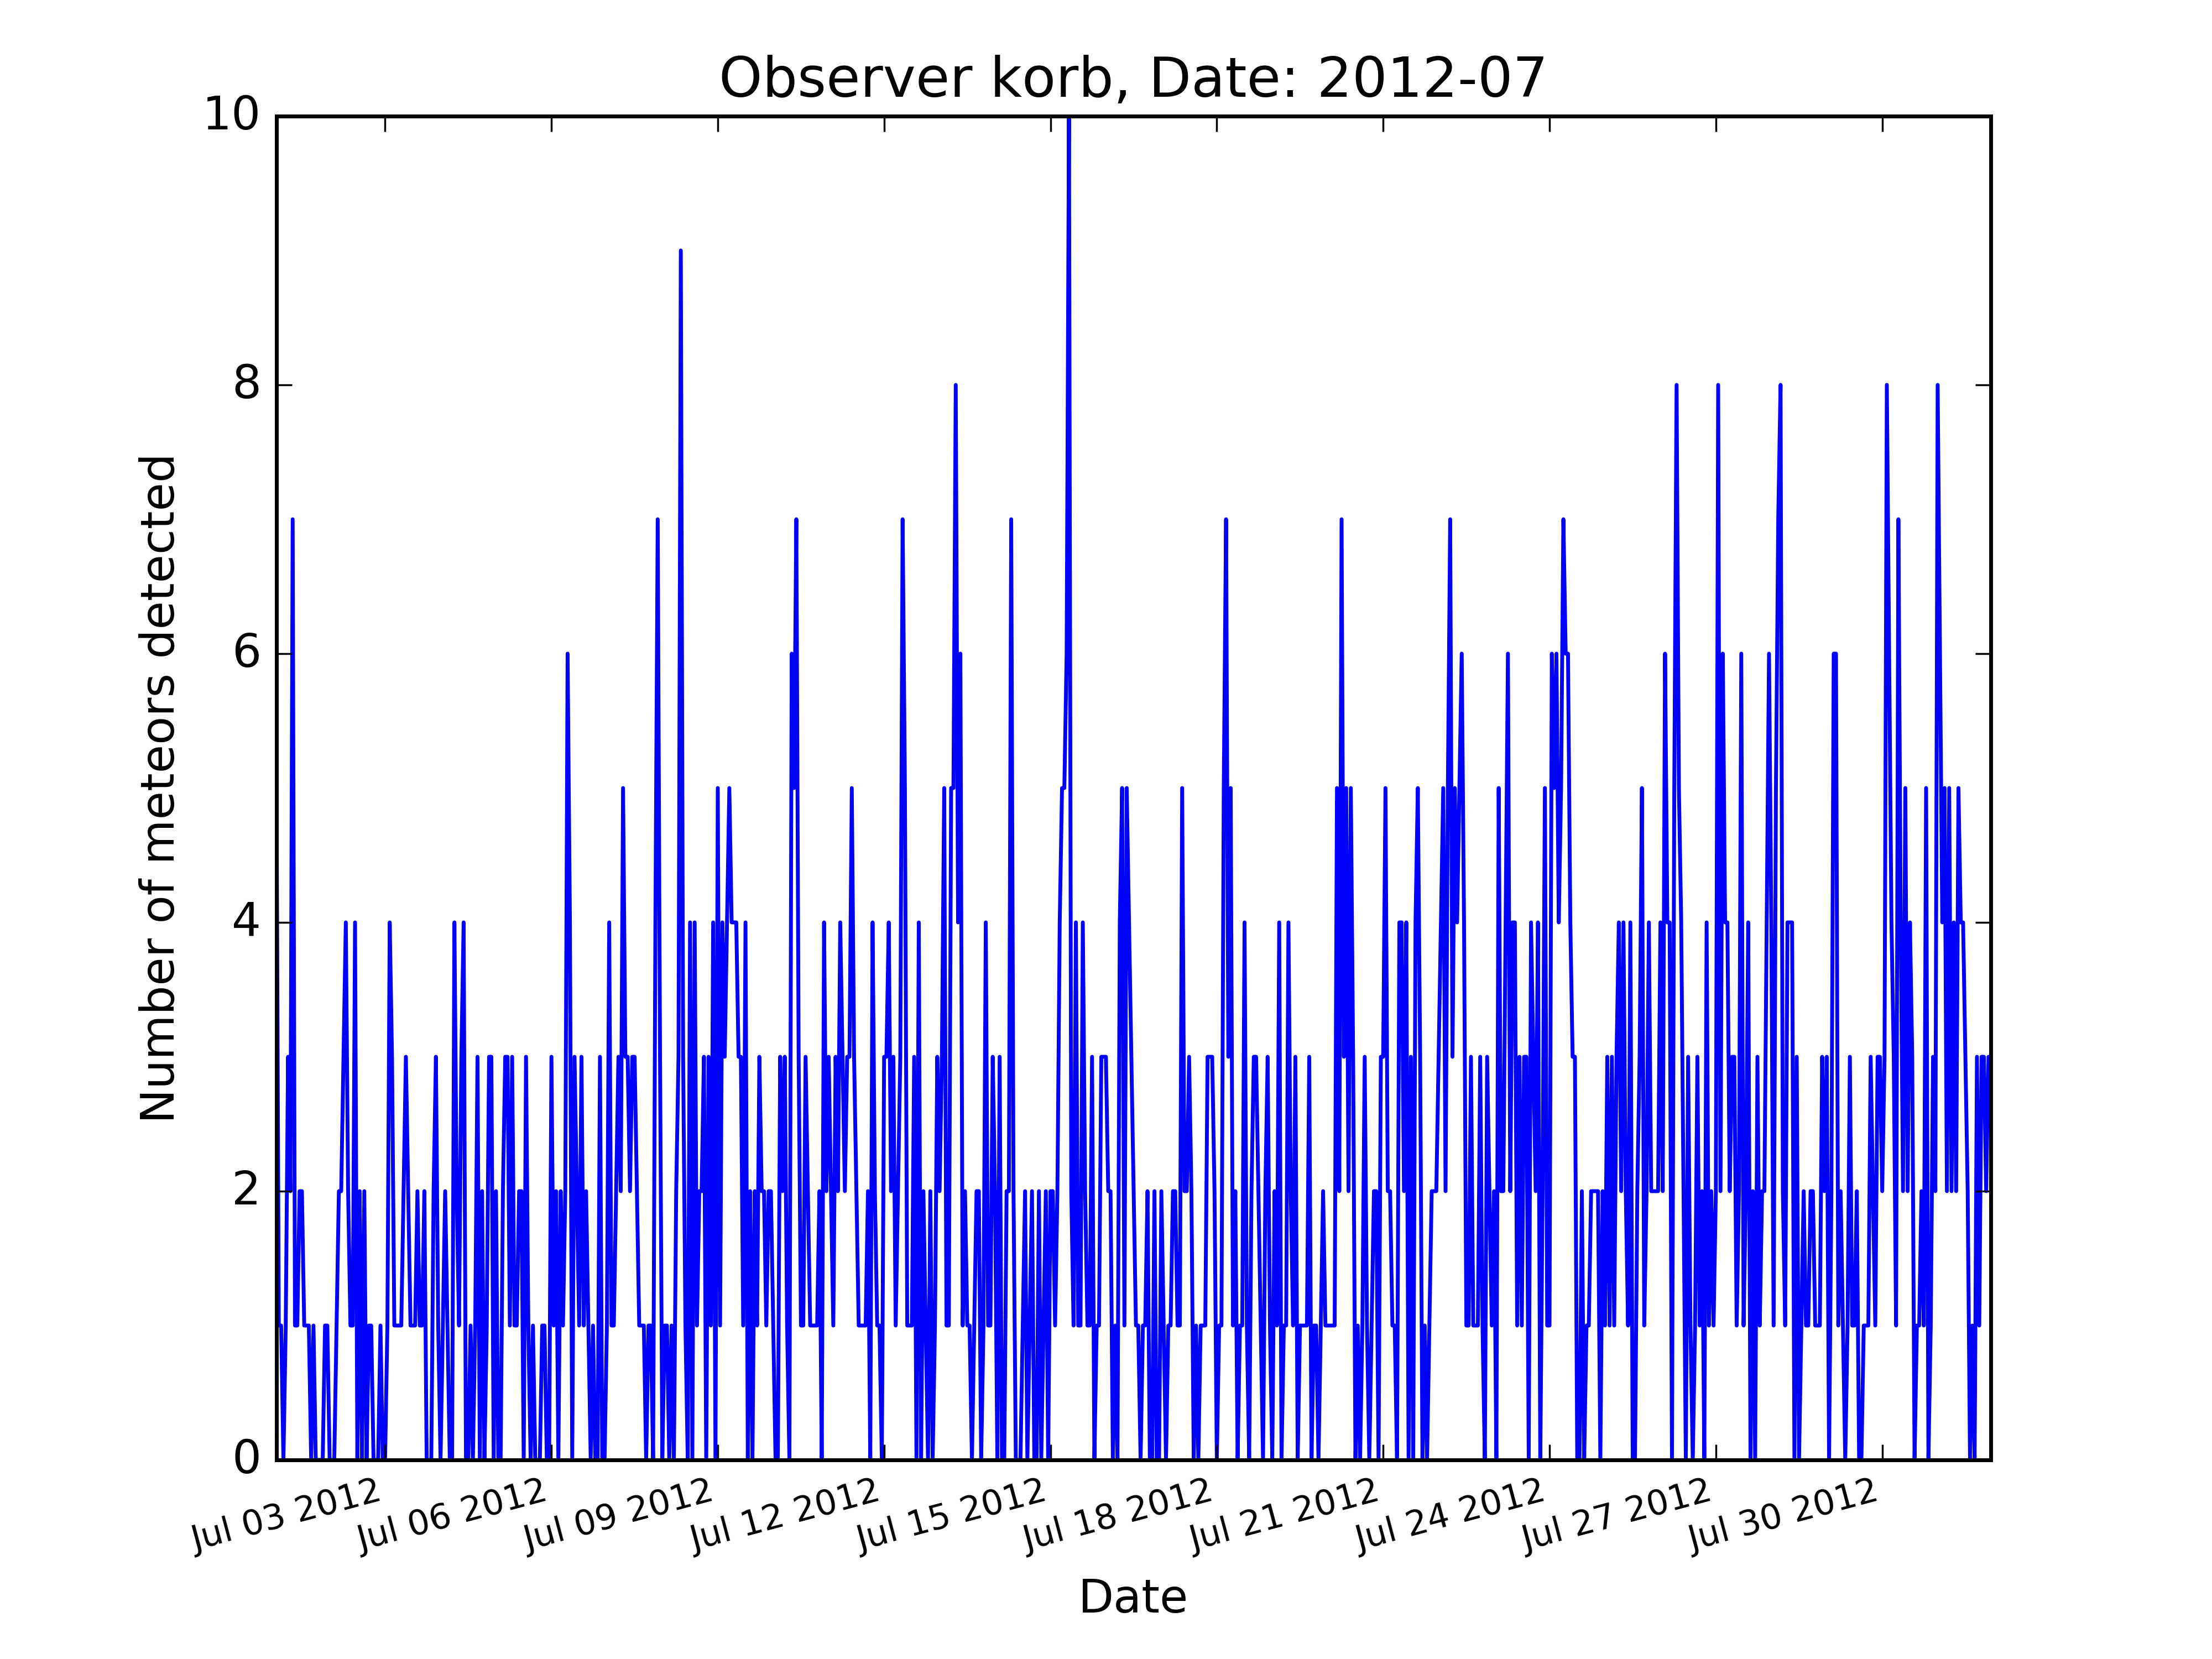 Observer korb, Date: 2012-07
Number of meteors detected
10
8
6
4
2
0
Jul 03 2012
Jul 06 2012
Jul 09 2012
Jul 12 2012
Jul 15 2012
Jul 18 2012
Jul 21 2012
Jul 24 2012
Jul 27 2012
Jul 30 2012
Date